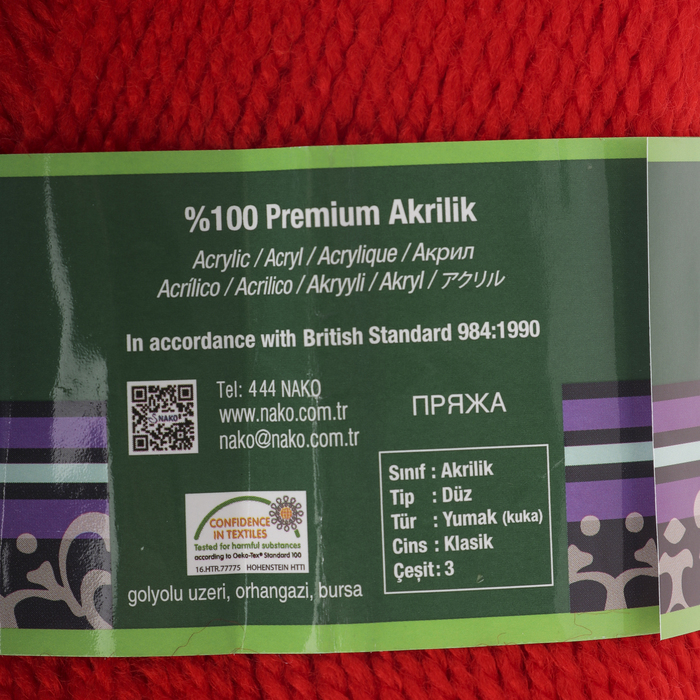 %100 Premium Akrilik
Acrylic / Acryl / Acrylique / Акрил
Acrílico / Acrilico / Akryyli / Akryl / アクリル
In accordance with British Standard 984:1990
NAKO
Tel: 444 NAKO
www.nako.com.tr
nako@nako.com.tr
ПРЯЖА
CONFIDENCE
IN TEXTILES
Tested for harmful substances
according to Oeko-Tex® Standard 100
16.HTR.77775 HOHENSTEIN HTTI
golyolu uzeri, orhangazi, bursa
Sınıf : Akrilik
Tip : Düz
Tür : Yumak (kuka)
Cins : Klasik
Çeşit : 3